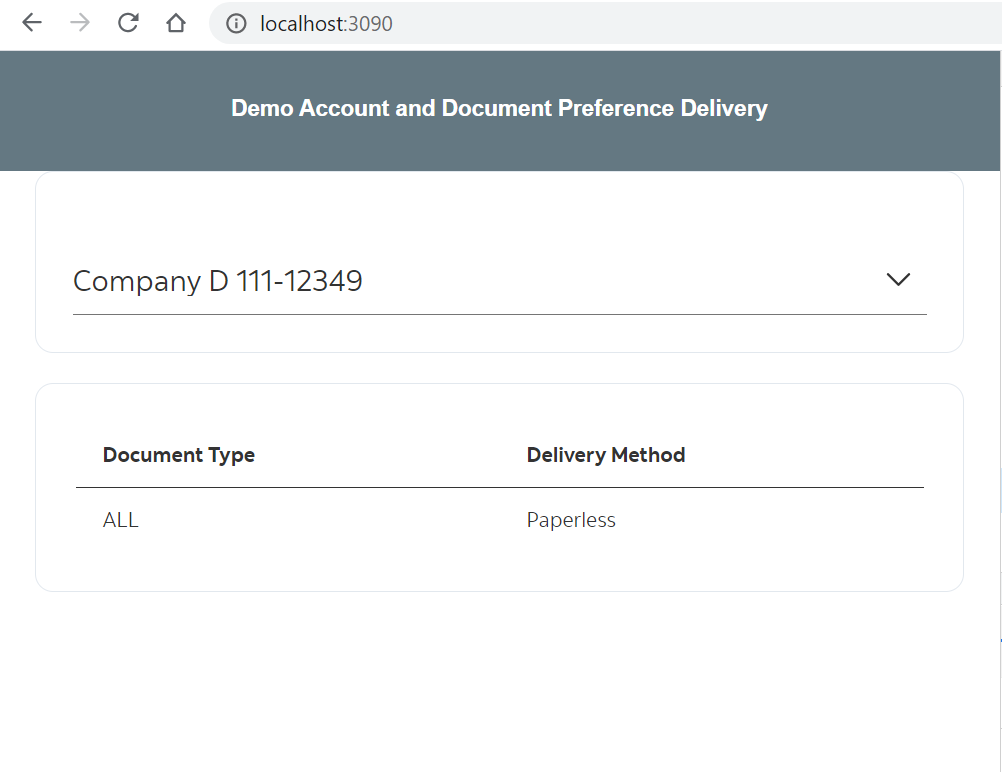 localhost:3090
Demo Account and Document Preference Delivery
Company D 111-12349
Document Type Delivery Method
ALL Paperless